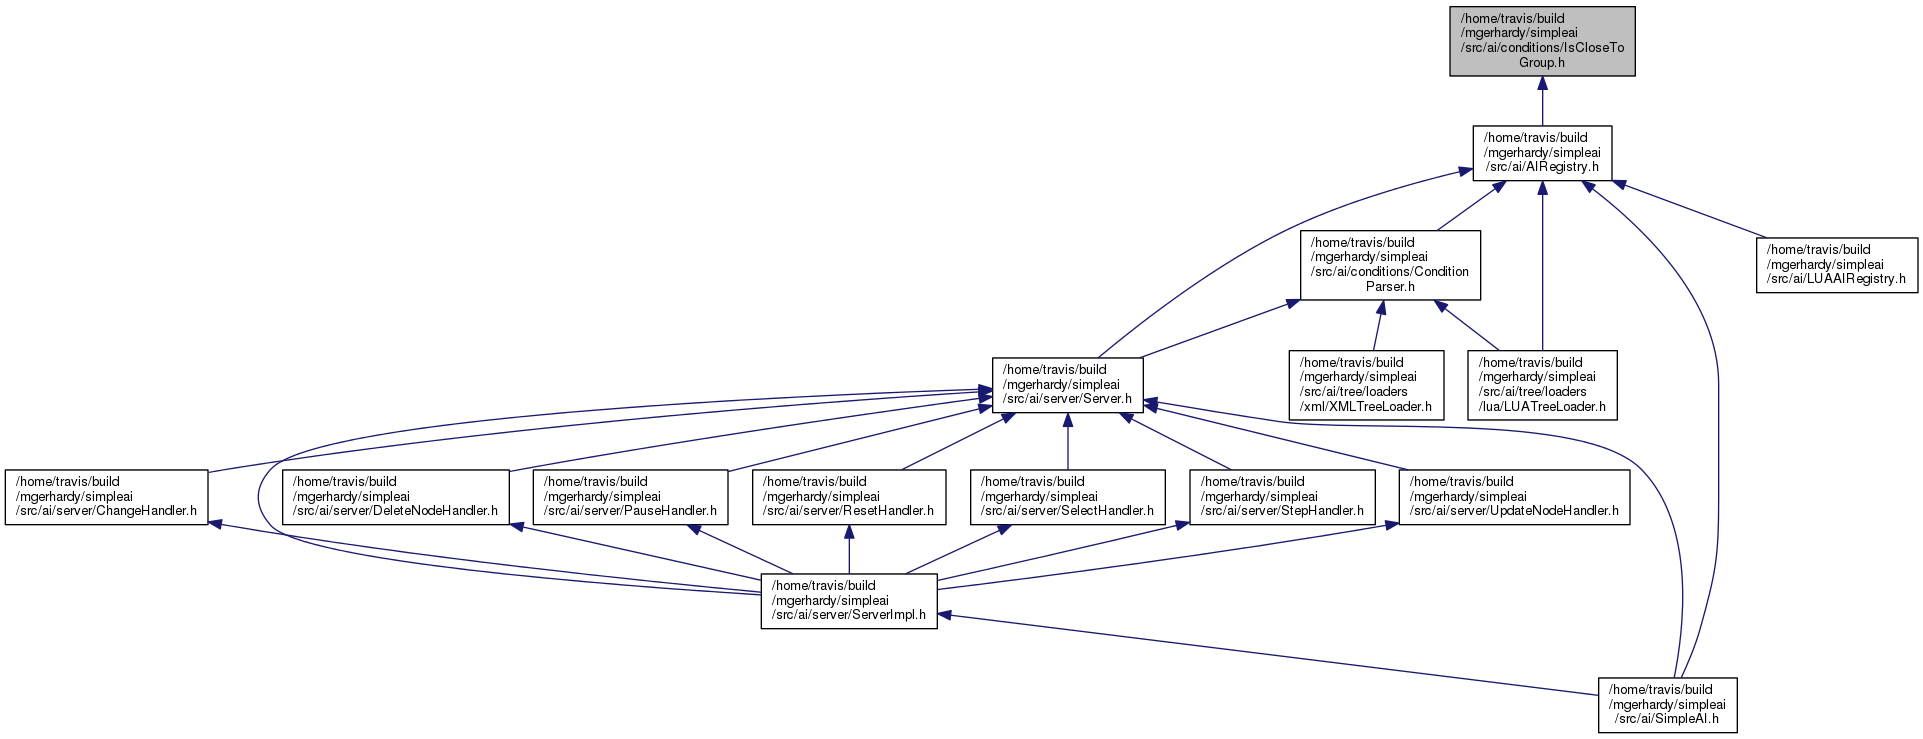 /home/travis/build
/mgerhardy/simpleai
/src/ai/conditions/IsCloseTo
Group.h
/home/travis/build
/mgerhardy/simpleai
/src/ai/AIRegistry.h
/home/travis/build
/mgerhardy/simpleai
/src/ai/conditions/Condition
Parser.h
/home/travis/build
/mgerhardy/simpleai
/src/ai/LUAAIRegistry.h
/home/travis/build
/mgerhardy/simpleai
/src/ai/server/Server.h
/home/travis/build
/mgerhardy/simpleai
/src/ai/tree/loaders
/xml/XMLTreeLoader.h
/home/travis/build
/mgerhardy/simpleai
/src/ai/tree/loaders
/lua/LUATreeLoader.h
/home/travis/build
/mgerhardy/simpleai
/src/ai/server/ChangeHandler.h
/home/travis/build
/mgerhardy/simpleai
/src/ai/server/DeleteNodeHandler.h
/home/travis/build
/mgerhardy/simpleai
/src/ai/server/PauseHandler.h
/home/travis/build
/mgerhardy/simpleai
/src/ai/server/ResetHandler.h
/home/travis/build
/mgerhardy/simpleai
/src/ai/server/SelectHandler.h
/home/travis/build
/mgerhardy/simpleai
/src/ai/server/StepHandler.h
/home/travis/build
/mgerhardy/simpleai
/src/ai/server/UpdateNodeHandler.h
/home/travis/build
/mgerhardy/simpleai
/src/ai/server/ServerImpl.h
/home/travis/build
/mgerhardy/simpleai
/src/ai/SimpleAI.h